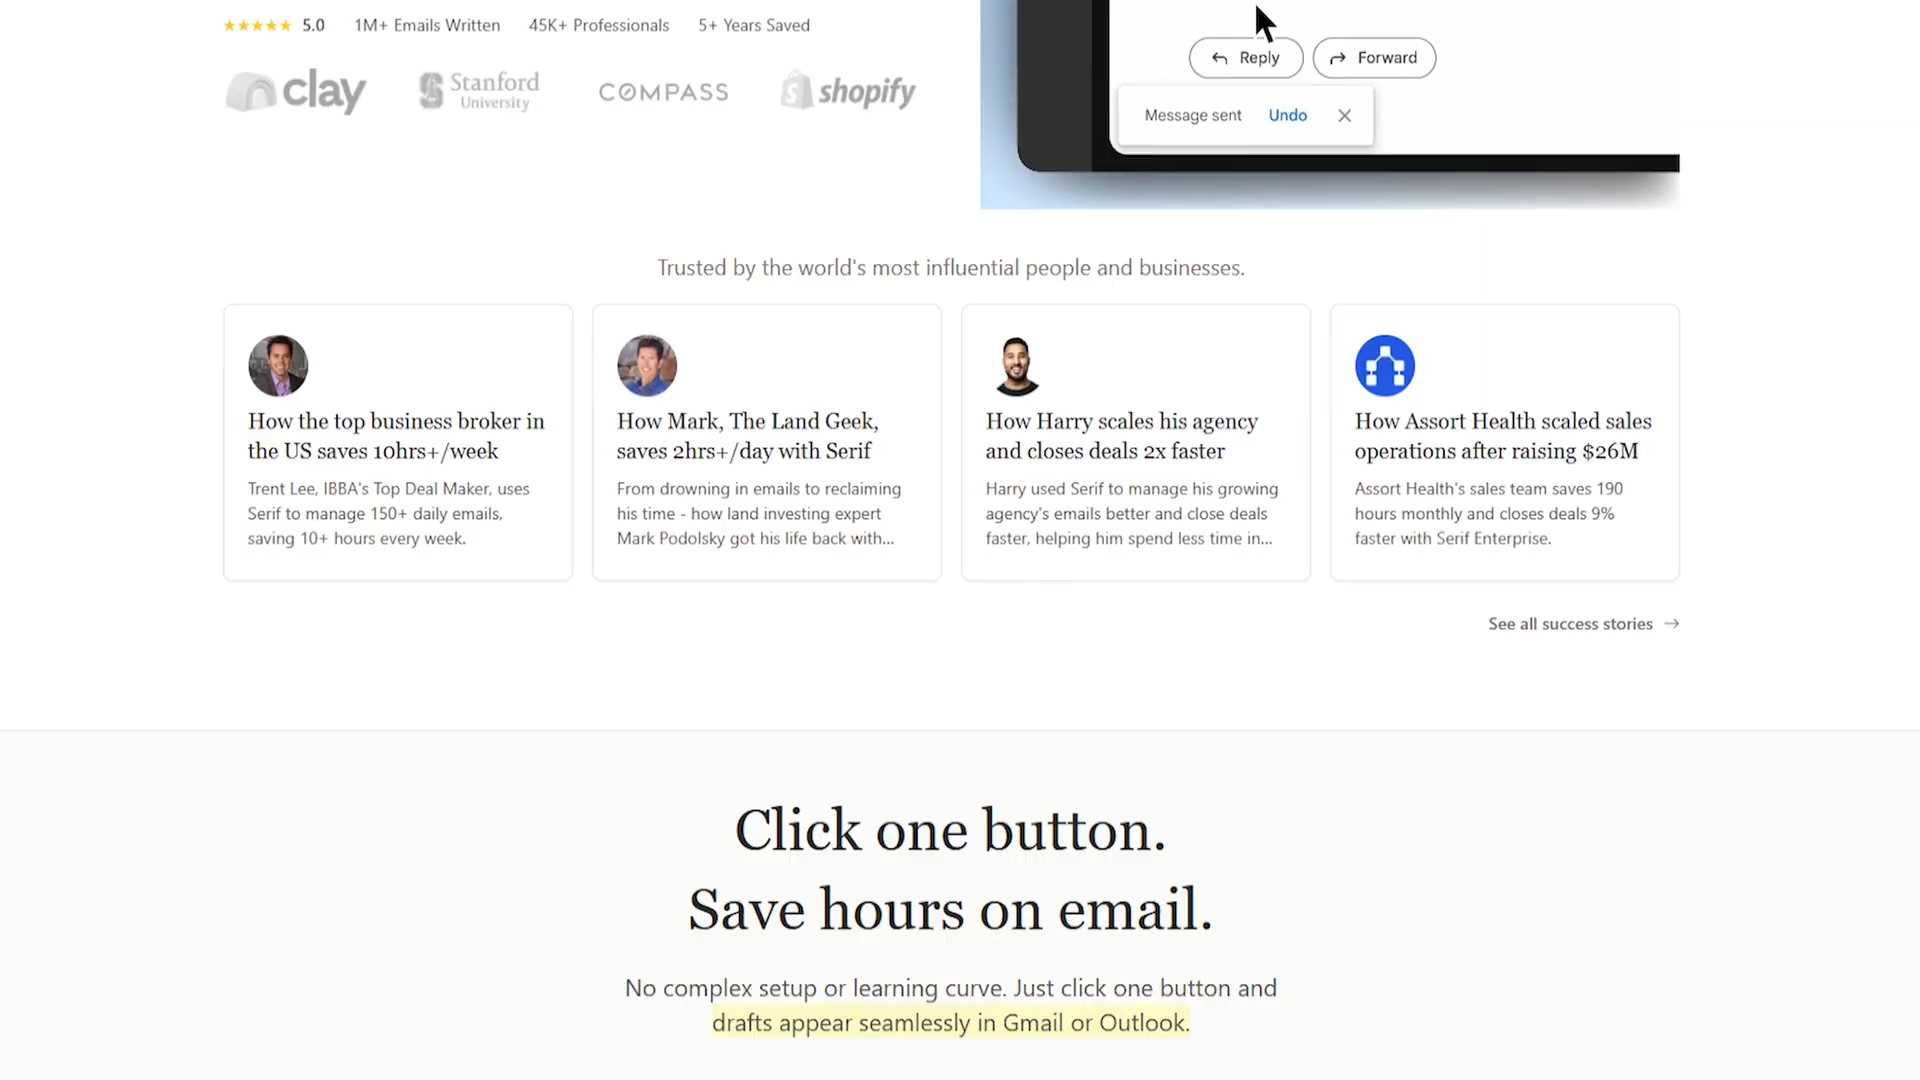 5.0 1M+ Emails Written 45K+ Professionals 5+ Years Saved
clay Stanford University COMPASS shopify
Reply Forward
Message sent Undo
Trusted by the world's most influential people and businesses.
How the top business broker in
the US saves 10hrs+/week
Trent Lee, IBBA's Top Deal Maker, uses
Serif to manage 150+ daily emails,
saving 10+ hours every week.
How Mark, The Land Geek,
saves 2hrs+/day with Serif
From drowning in emails to reclaiming
his time - how land investing expert
Mark Podolsky got his life back with...
How Harry scales his agency
and closes deals 2x faster
Harry used Serif to manage his growing
agency's emails better and close deals
faster, helping him spend less time in...
How Assort Health scaled sales
operations after raising $26M
Assort Health's sales team saves 190
hours monthly and closes deals 9%
faster with Serif Enterprise.
See all success stories →
Click one button.
Save hours on email.
No complex setup or learning curve. Just click one button and
drafts appear seamlessly in Gmail or Outlook.